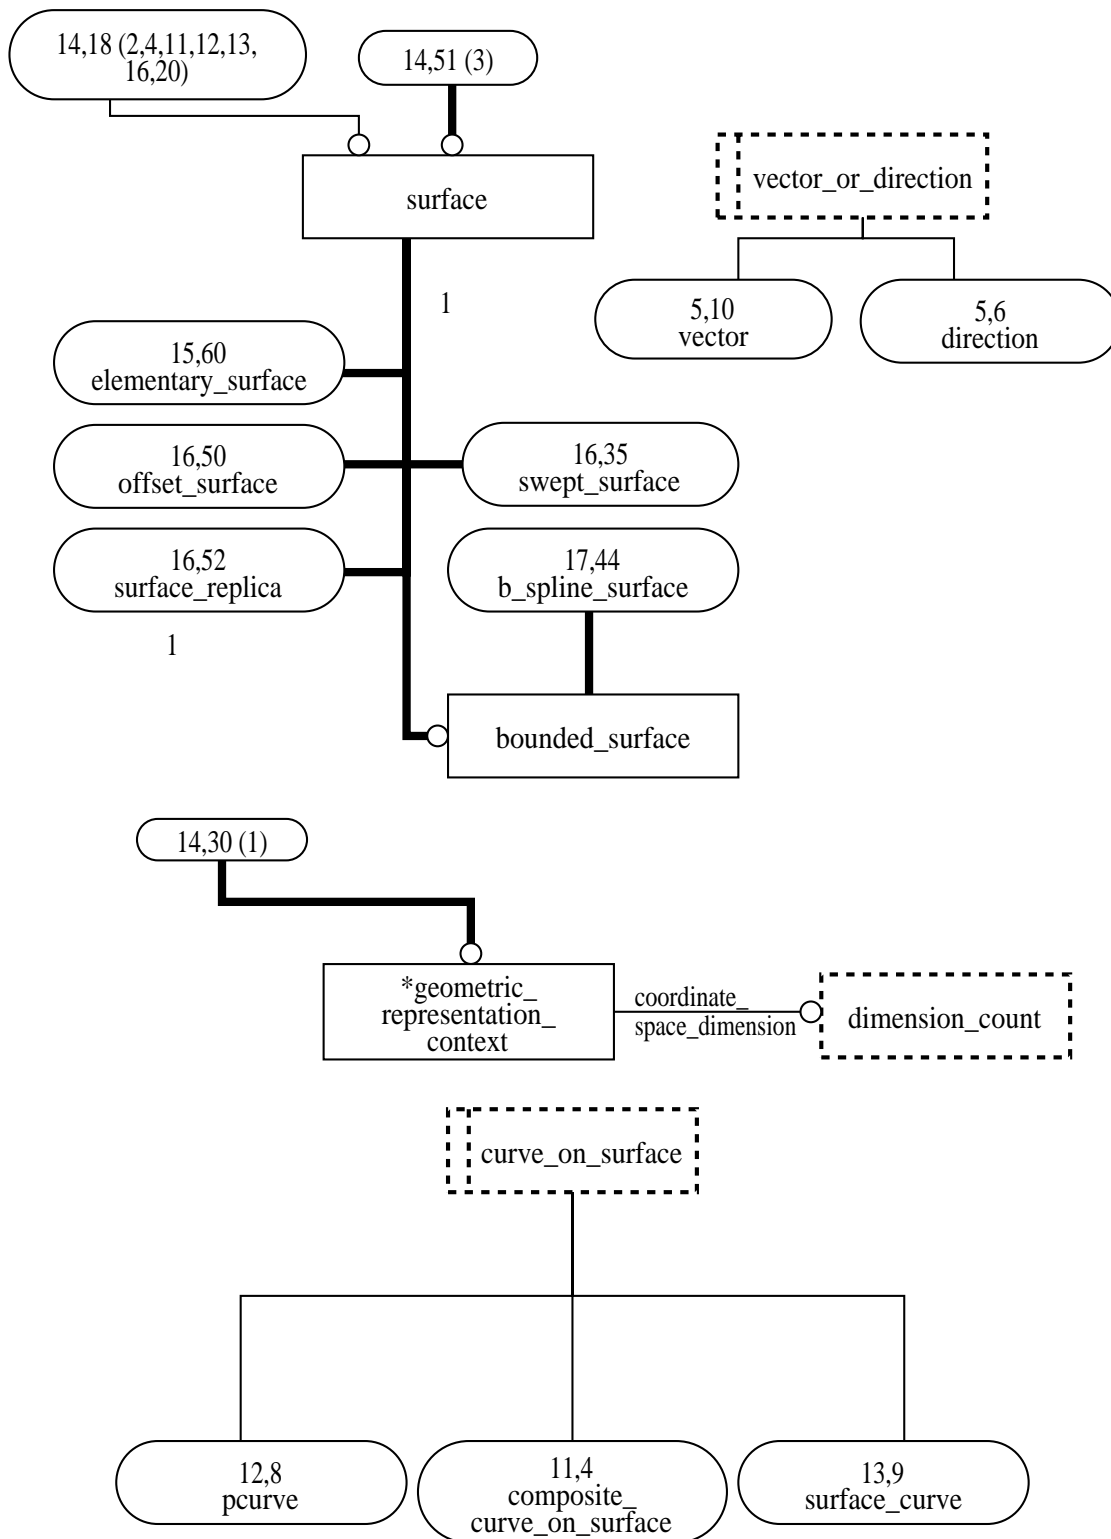 14,18 (2,4,11,12,13,
16,20)
14,51 (3)
surface
vector_or_direction
1
5,10
vector
5,6
direction
15,60
elementary_surface
16,50
offset_surface
16,35
swept_surface
16,52
surface_replica
17,44
b_spline_surface
1
bounded_surface
14,30 (1)
*geometric_
representation_
context
coordinate_
space_dimension
dimension_count
curve_on_surface
12,8
pcurve
11,4
composite_
curve_on_surface
13,9
surface_curve